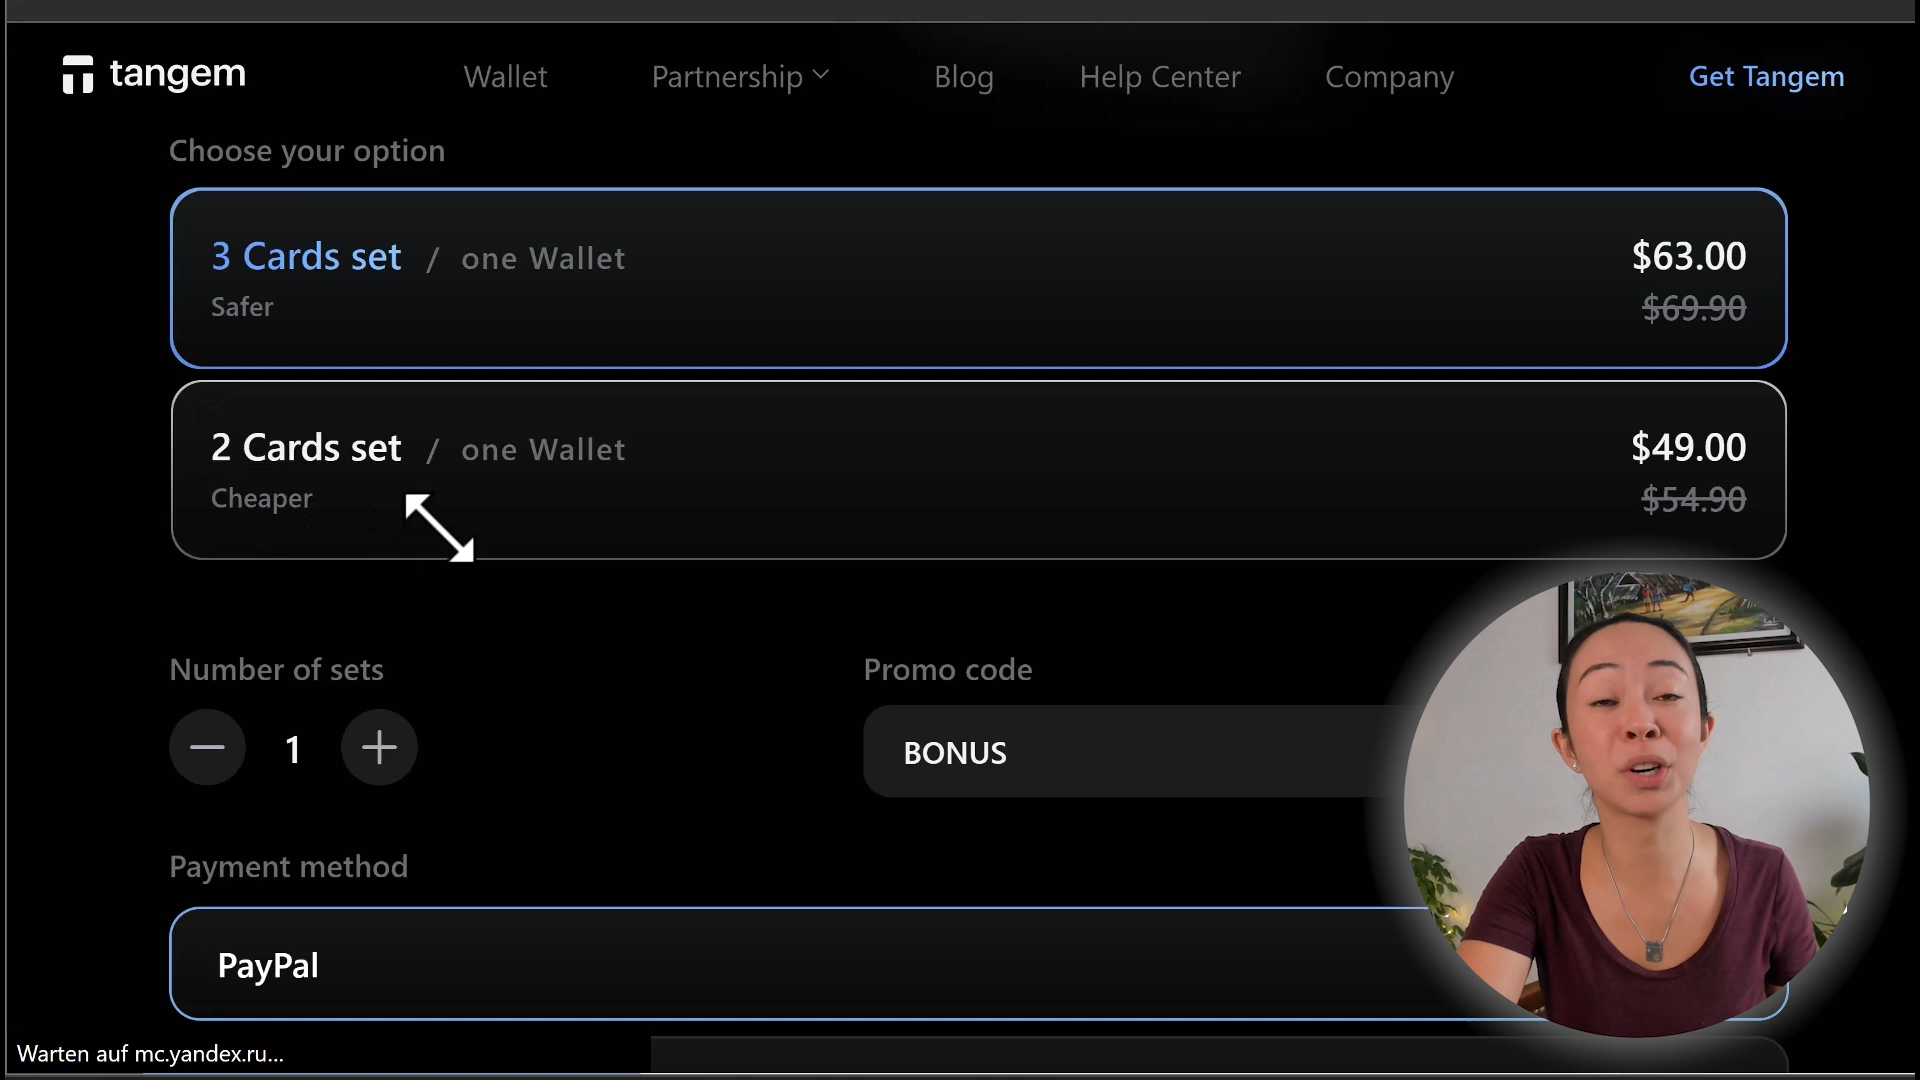 tangem
Wallet
Partnership
Blog
Help Center
Company
Get Tangem
Choose your option
3 Cards set / one Wallet
$63.00
Safer
$69.90
2 Cards set / one Wallet
$49.00
Cheaper
$54.90
Number of sets
Promo code
1
BONUS
Payment method
PayPal
Warten auf mc.yandex.ru...